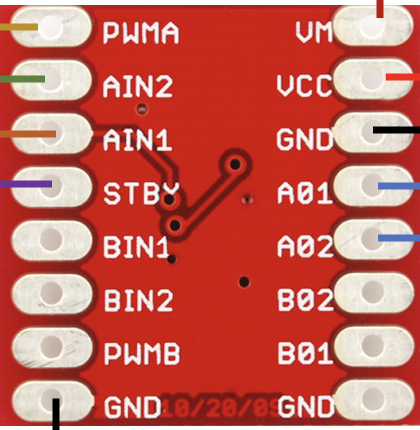 PWMA VM
AIN2 VCC
AIN1 GND
STBY A01
BIN1 A02
BIN2 B02
PWMB B01
GND 10/20/09 GND